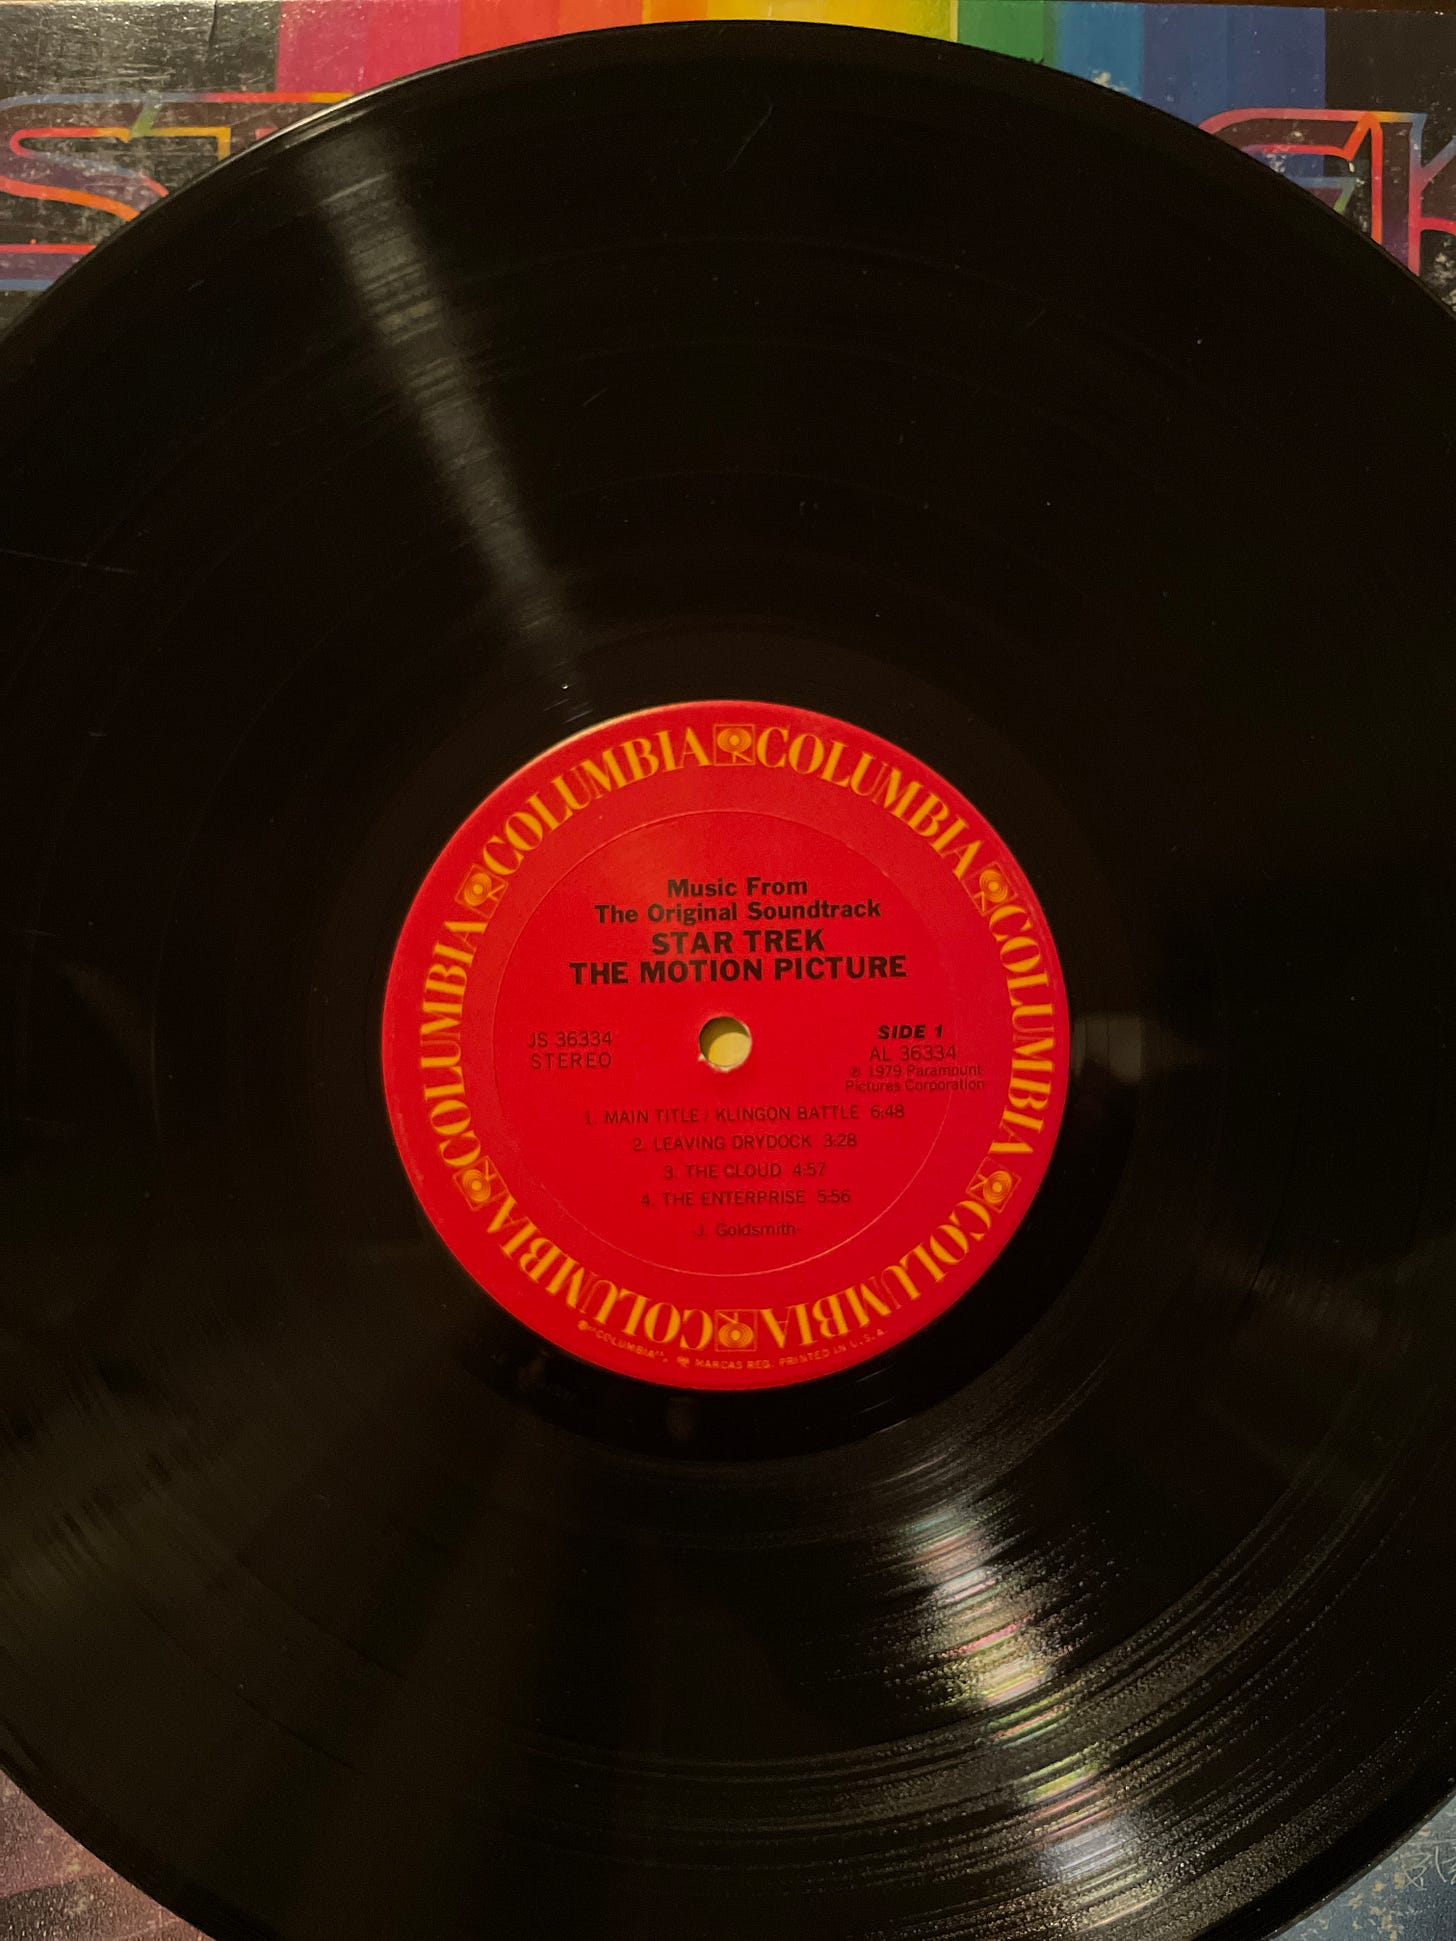 COLUMBIA COLUMBIA COLUMBIA COLUMBIA COLUMBIA COLUMBIA
Music From
The Original Soundtrack
STAR TREK
THE MOTION PICTURE
JS 36334
STEREO
SIDE 1
AL 36334
℗ 1979 Paramount
Pictures Corporation
1. MAIN TITLE / KLINGON BATTLE 6:48
2. LEAVING DRYDOCK 3:28
3. THE CLOUD 4:57
4. THE ENTERPRISE 5:56
-J. Goldsmith-
"COLUMBIA", MARCAS REG. PRINTED IN U.S.A.